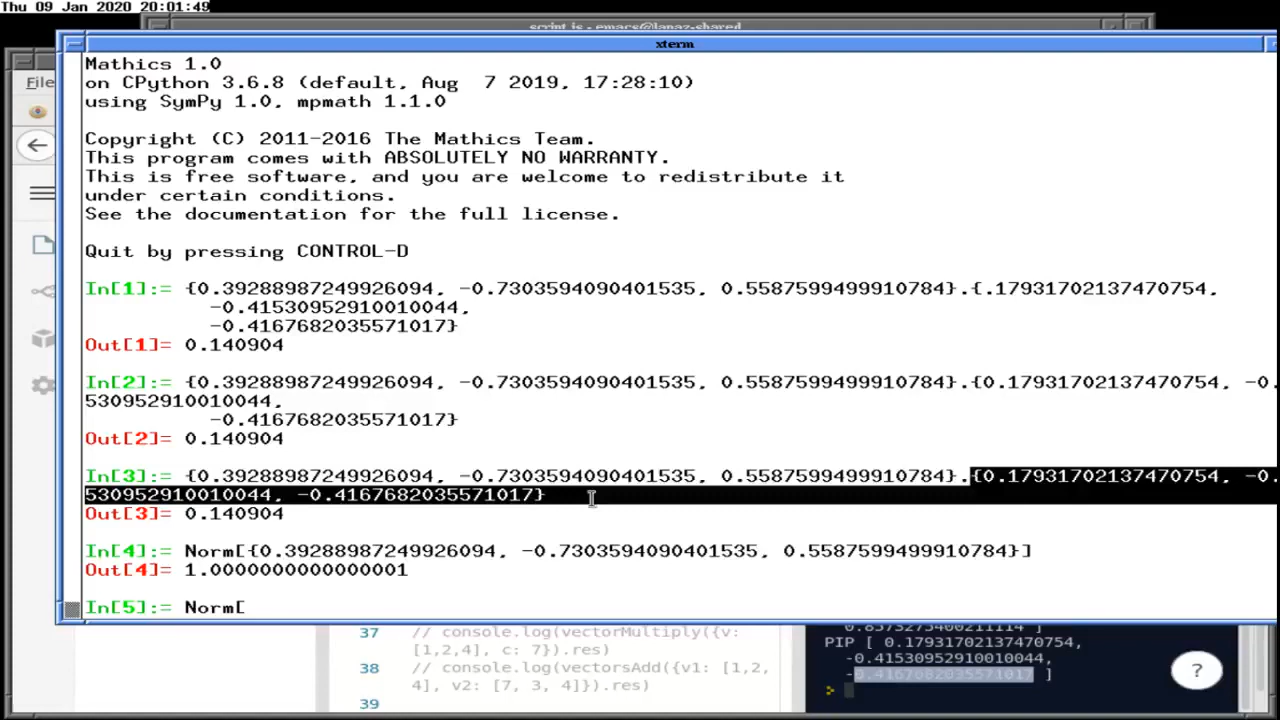 Thu 09 Jan 2020 20:01:49
script.js - emacs@lanaz-shared
xterm
File
Mathics 1.0
on CPython 3.6.8 (default, Aug  7 2019, 17:28:10)
using SymPy 1.0, mpmath 1.1.0
Copyright (C) 2011-2016 The Mathics Team.
This program comes with ABSOLUTELY NO WARRANTY.
This is free software, and you are welcome to redistribute it
under certain conditions.
See the documentation for the full license.
Quit by pressing CONTROL-D
In[1]:= {0.39288987249926094, -0.7303594090401535, 0.5587599499910784}.{.17931702137470754,
-0.41530952910010044,
-0.4167682035571017}
Out[1]= 0.140904
In[2]:= {0.39288987249926094, -0.7303594090401535, 0.5587599499910784}.{0.17931702137470754, -0.
530952910010044,
-0.4167682035571017}
Out[2]= 0.140904
In[3]:= {0.39288987249926094, -0.7303594090401535, 0.5587599499910784}.{0.17931702137470754, -0.
530952910010044, -0.4167682035571017}
Out[3]= 0.140904
In[4]:= Norm[{0.39288987249926094, -0.7303594090401535, 0.5587599499910784}]
Out[4]= 1.0000000000000001
In[5]:= Norm[
37 // console.log(vectorMultiply({v:
[1,2,4], c: 7}).res)
38 // console.log(vectorsAdd({v1: [1,2,
4], v2: [7, 3, 4]}).res)
39
PIP [ 0.17931702137470754,
-0.41530952910010044,
-0.4167682035571017 ]
>
?